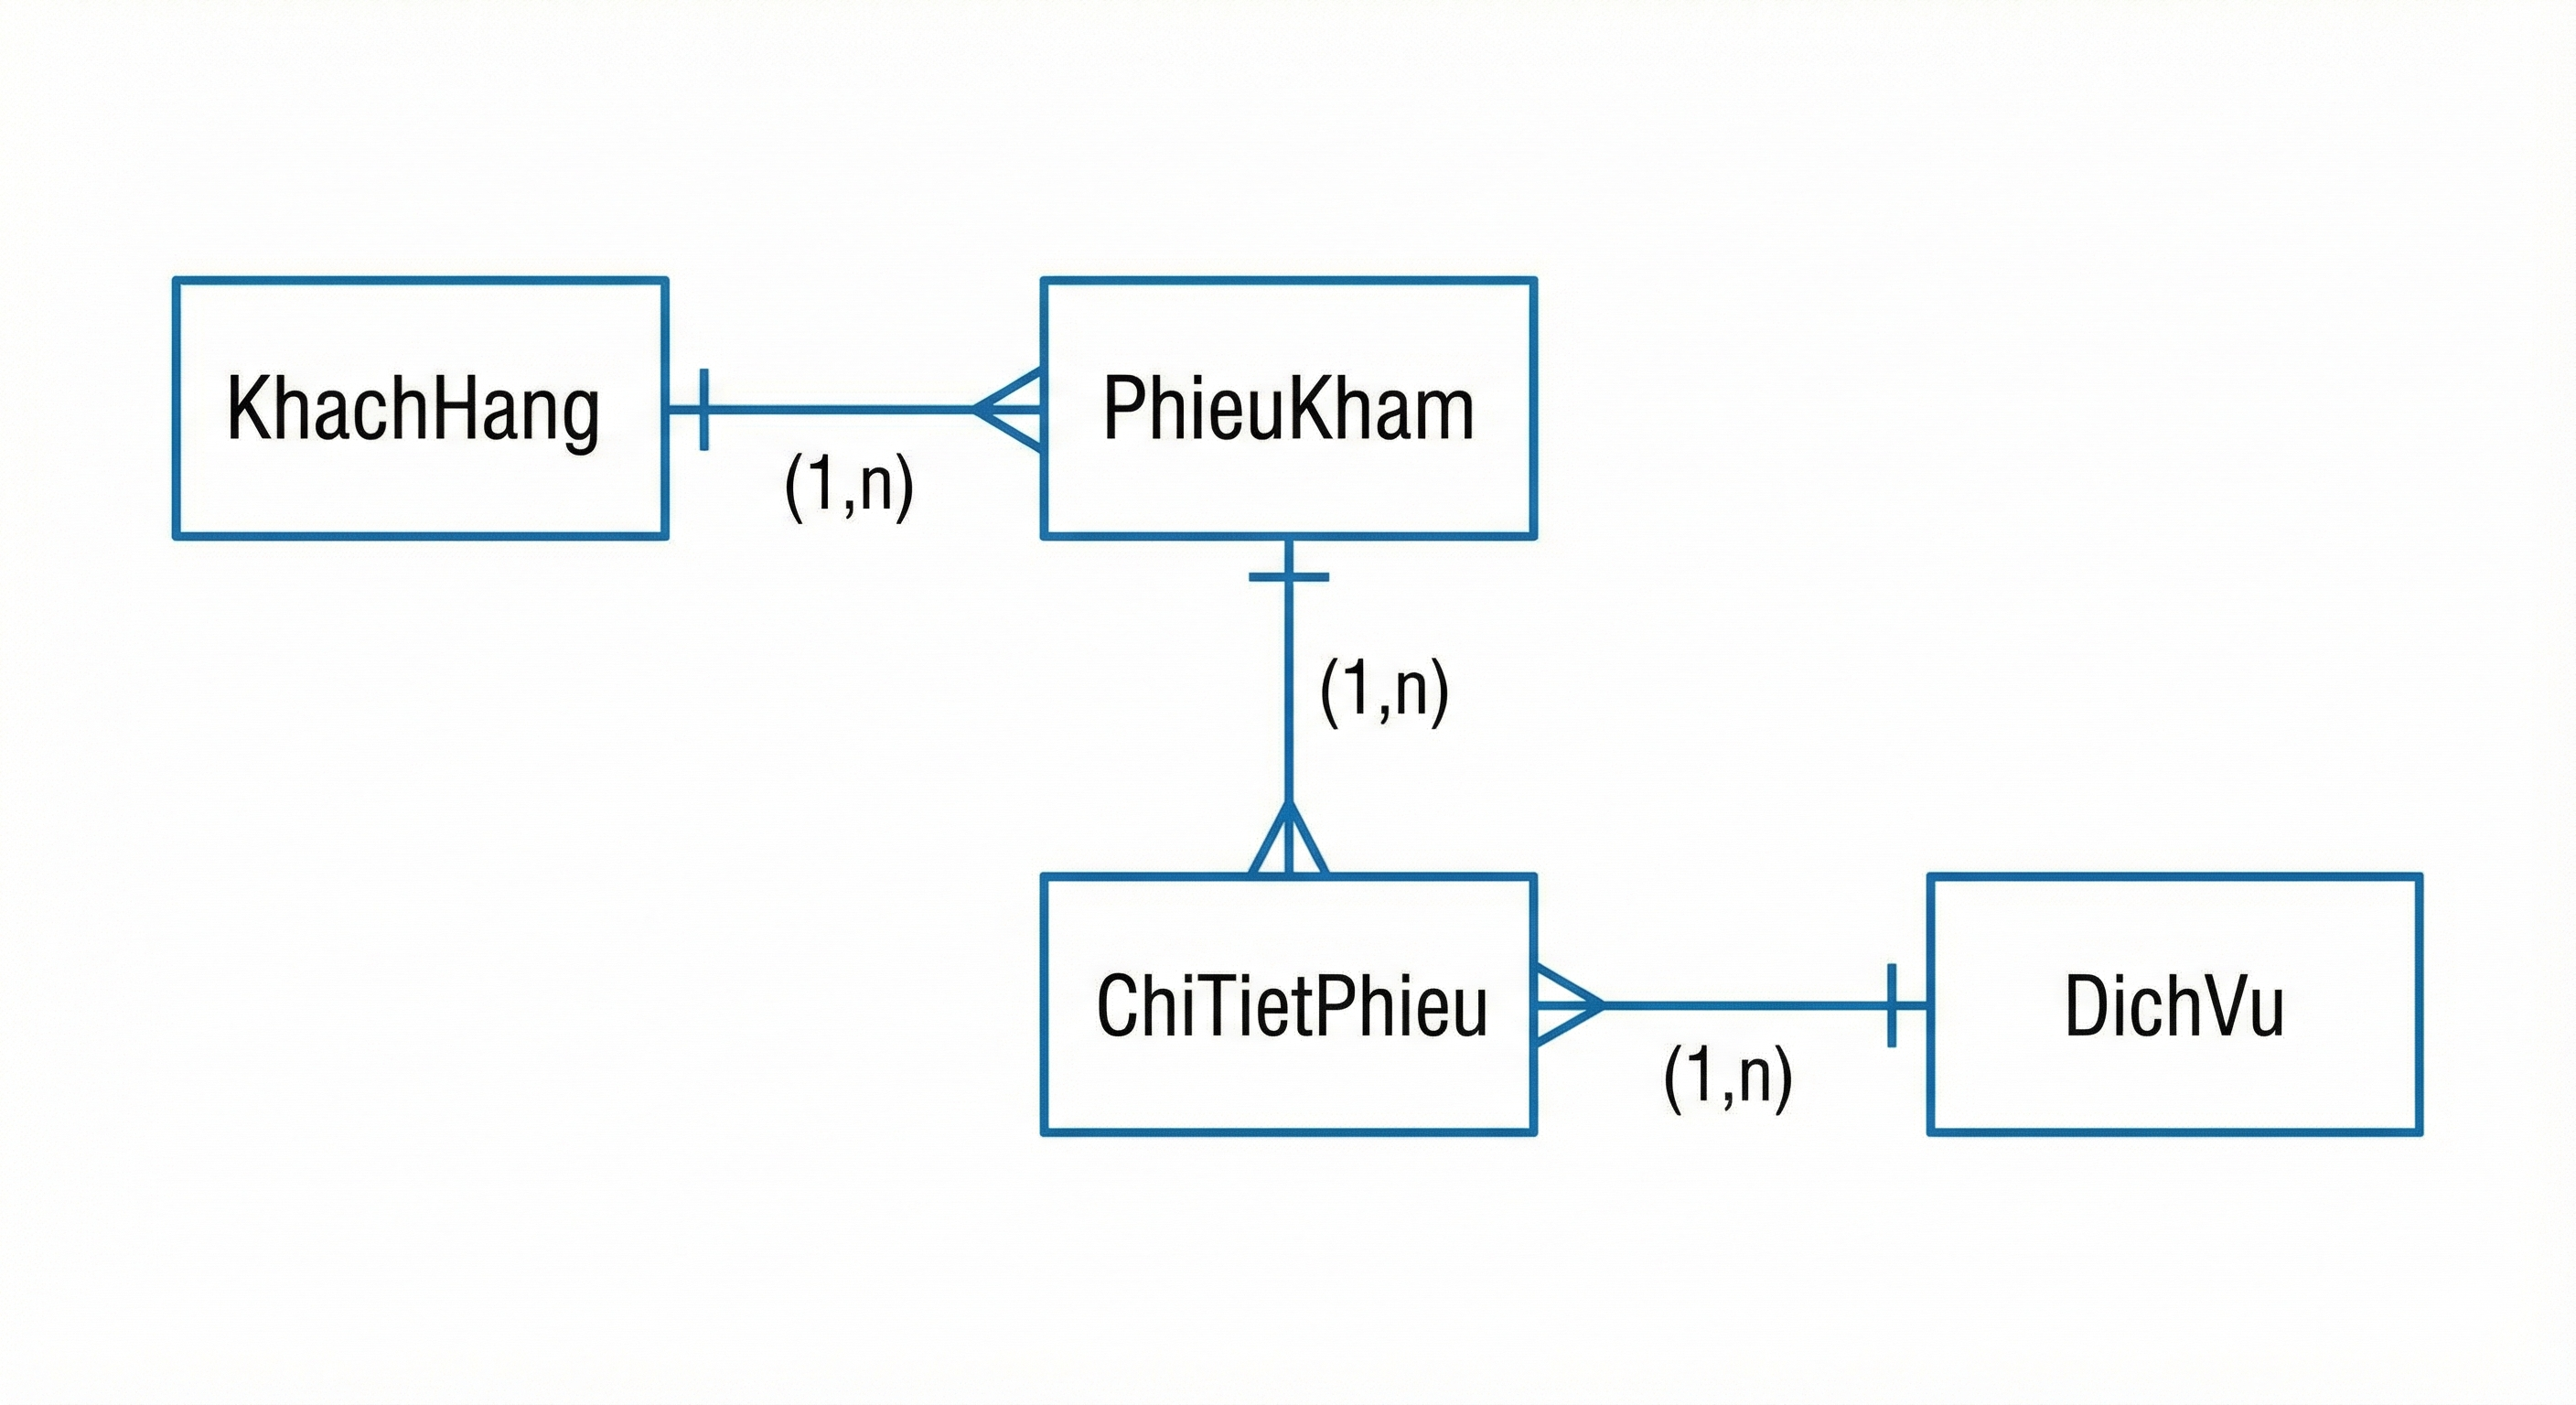 KhachHang
PhieuKham
(1,n)
(1,n)
ChiTietPhieu
DichVu
(1,n)